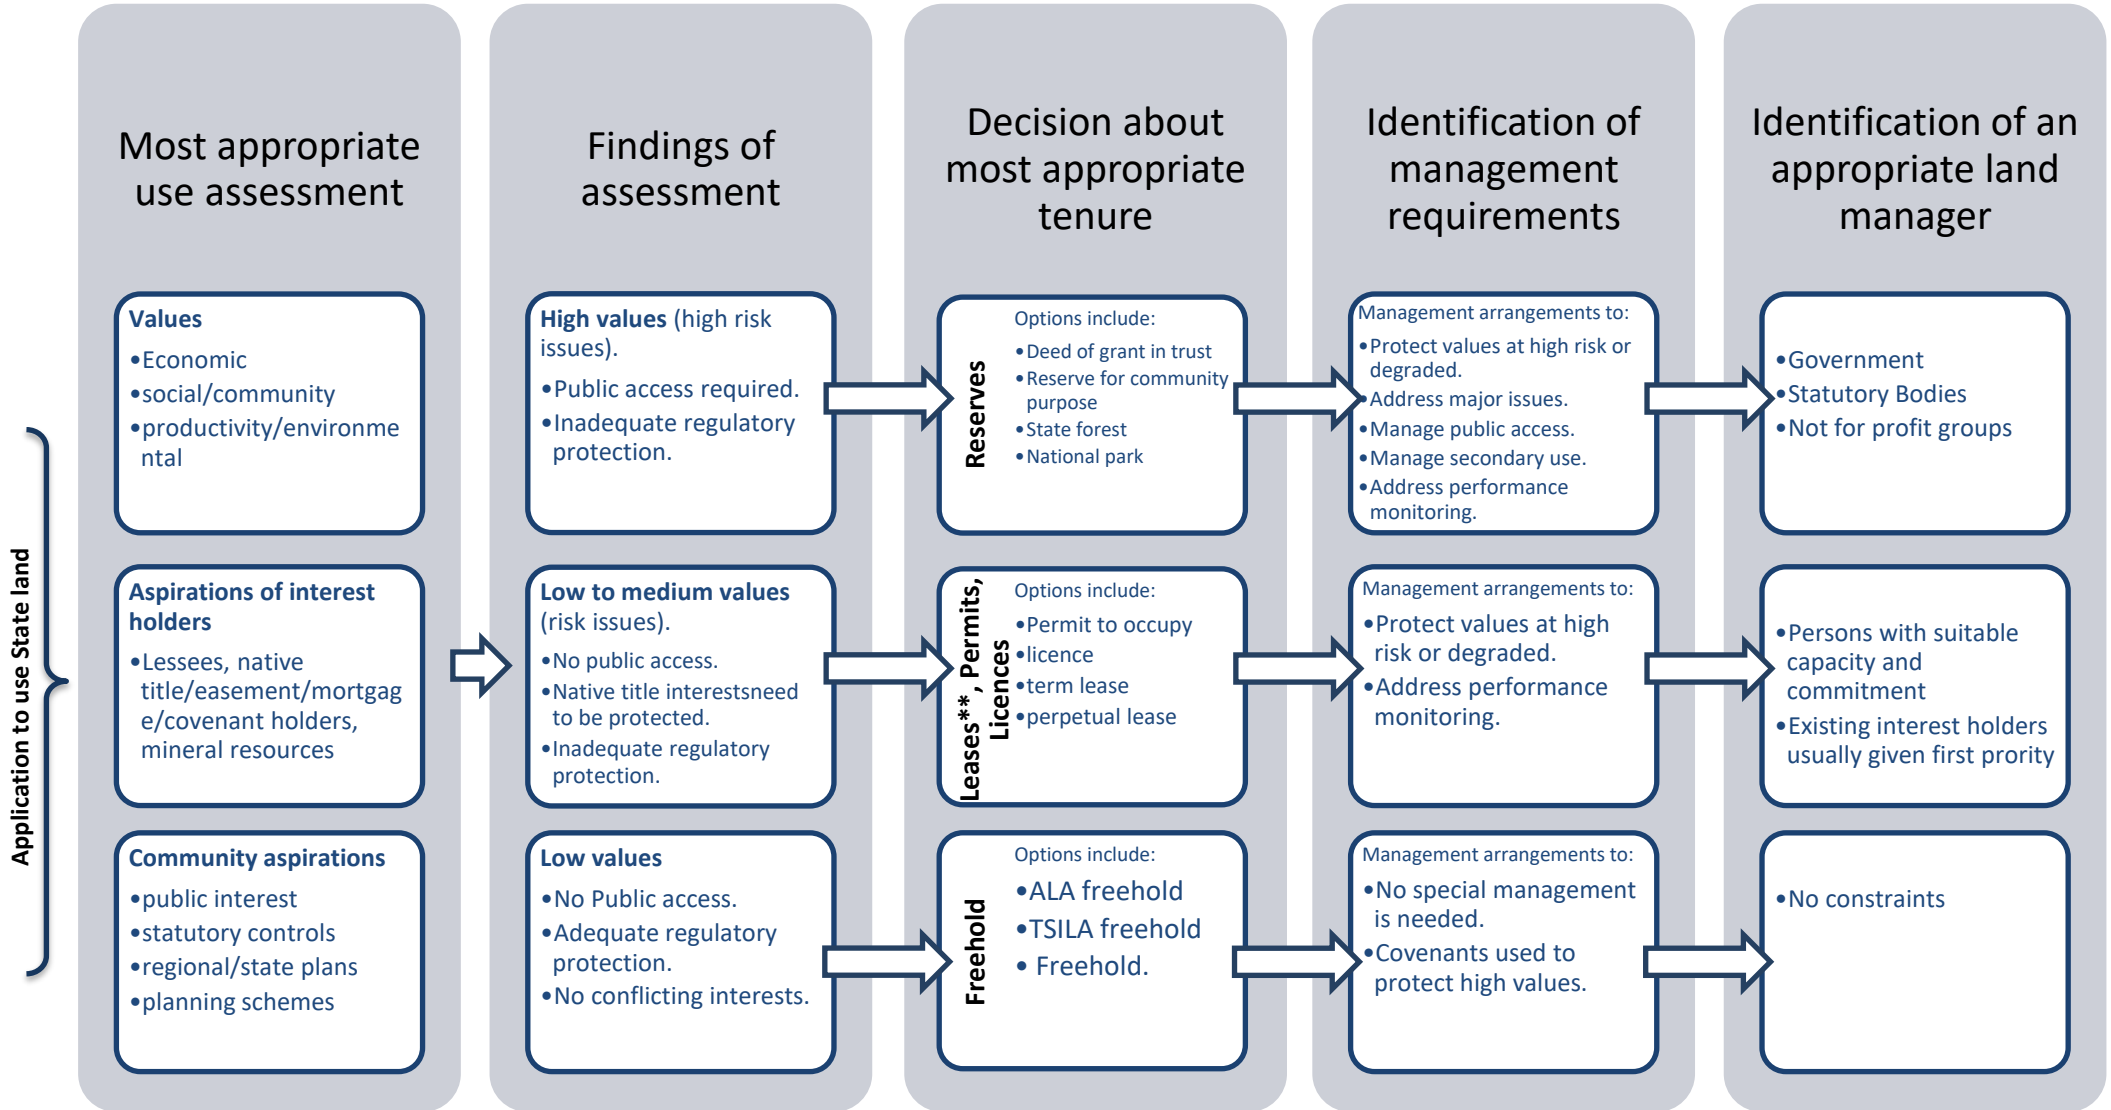 Application to use State land
Most appropriate
use assessment
Values
•Economic
•social/community
•productivity/environme
ntal
Aspirations of interest
holders
•Lessees, native
title/easement/mortgag
e/covenant holders,
mineral resources
Community aspirations
•public interest
•statutory controls
•regional/state plans
•planning schemes
Findings of
assessment
High values (high risk
issues).
•Public access required.
•Inadequate regulatory
protection.
Low to medium values
(risk issues).
•No public access.
•Native title interestsneed
to be protected.
•Inadequate regulatory
protection.
Low values
•No Public access.
•Adequate regulatory
protection.
•No conflicting interests.
Decision about
most appropriate
tenure
Reserves
Options include:
•Deed of grant in trust
•Reserve for community
purpose
•State forest
•National park
Leases**, Permits,
Licences
Options include:
•Permit to occupy
•licence
•term lease
•perpetual lease
Freehold
Options include:
•ALA freehold
•TSILA freehold
• Freehold.
Identification of
management
requirements
Management arrangements to:
•Protect values at high risk or
degraded.
•Address major issues.
•Manage public access.
•Manage secondary use.
•Address performance
monitoring.
Management arrangements to:
•Protect values at high
risk or degraded.
•Address performance
monitoring.
Management arrangements to:
•No special management
is needed.
•Covenants used to
protect high values.
Identification of an
appropriate land
manager
•Government
•Statutory Bodies
•Not for profit groups
•Persons with suitable
capacity and
commitment
•Existing interest holders
usually given first prority
•No constraints